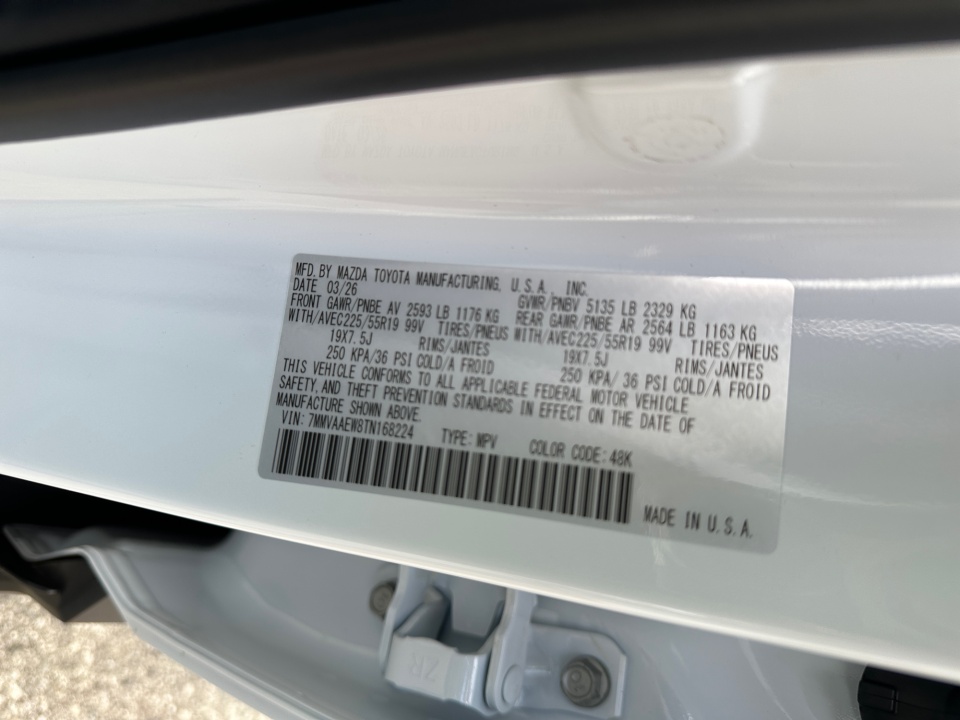 MFD. BY MAZDA TOYOTA MANUFACTURING, U.S.A., INC.
DATE 03/26 GVWR/PNBV 5135 LB 2329 KG
FRONT GAWR/PNBE AV 2593 LB 1176 KG REAR GAWR/PNBE AR 2564 LB 1163 KG
WITH/AVEC225/55R19 99V TIRES/PNEUS WITH/AVEC225/55R19 99V TIRES/PNEUS
19X7.5J RIMS/JANTES 19X7.5J RIMS/JANTES
250 KPA/36 PSI COLD/A FROID 250 KPA/ 36 PSI COLD/A FROID
THIS VEHICLE CONFORMS TO ALL APPLICABLE FEDERAL MOTOR VEHICLE
SAFETY, AND THEFT PREVENTION STANDARDS IN EFFECT ON THE DATE OF
MANUFACTURE SHOWN ABOVE.
VIN: 7MMVAAEW8TN168224 TYPE: MPV COLOR CODE: 48K
MADE IN U.S.A.
ZR